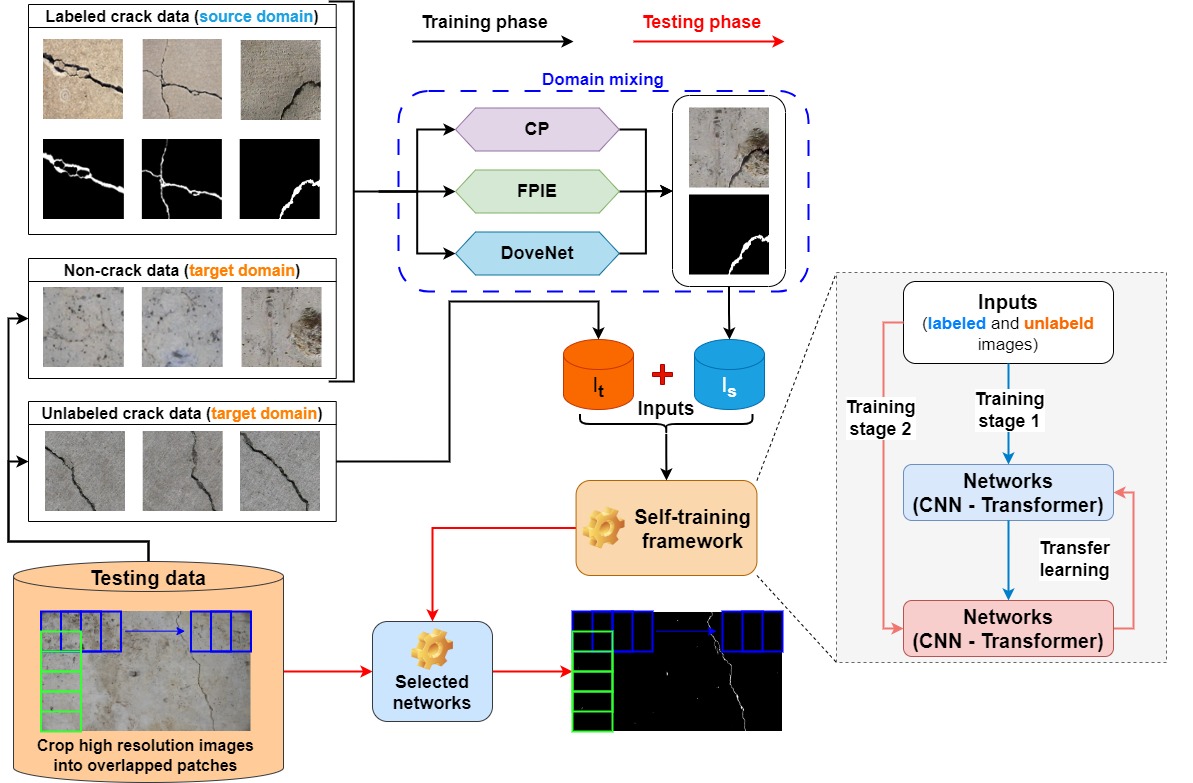 Labeled crack data (source domain)
Training phase
Testing phase
Domain mixing
CP
FPIE
DoveNet
Non-crack data (target domain)
Unlabeled crack data (target domain)
It
Is
Inputs
Self-training
framework
Inputs
(labeled and unlabeld
images)
Training
stage 1
Training
stage 2
Networks
(CNN - Transformer)
Transfer
learning
Networks
(CNN - Transformer)
Testing data
Crop high resolution images
into overlapped patches
Selected
networks